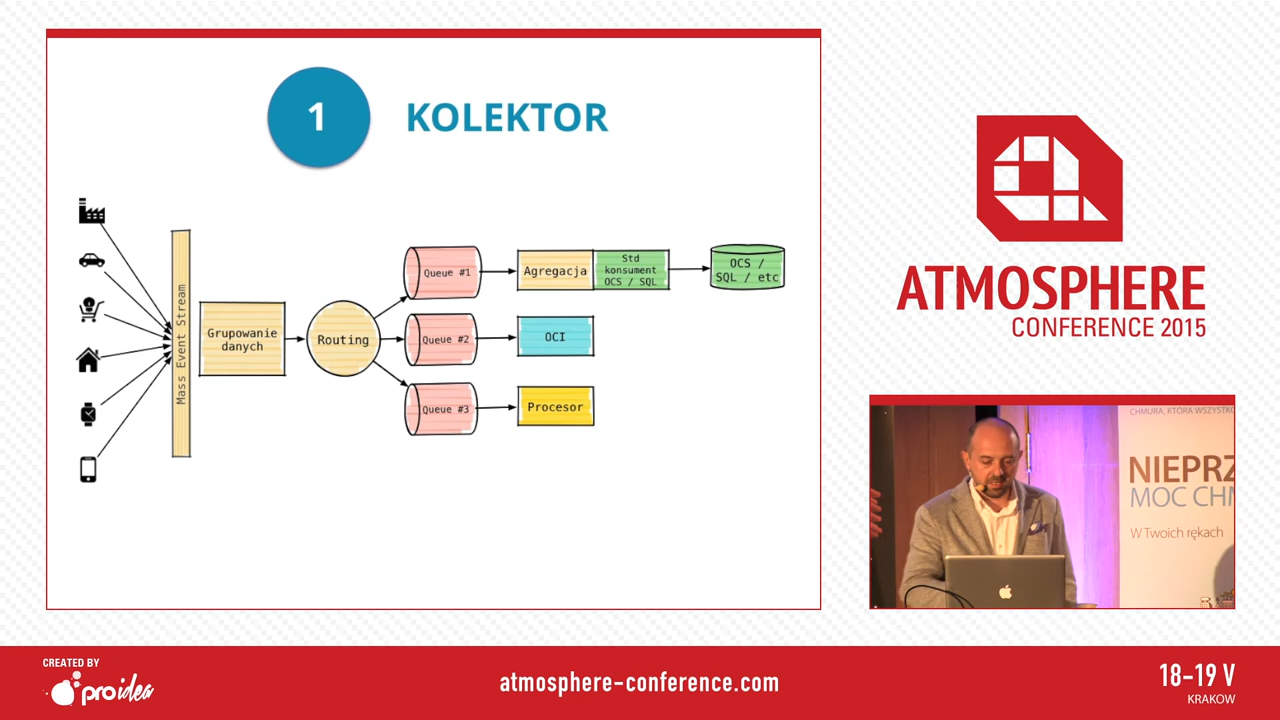 1
KOLEKTOR
Mass Event Stream
Grupowanie
danych
Routing
Queue #1
Agregacja
Std
konsument
OCS / SQL
OCS /
SQL / etc
Queue #2
OCI
Queue #3
Procesor
ATMOSPHERE
CONFERENCE 2015
CHMURA, KTÓRA WSZYSTKO
NIEPRZ
MOC CHM
W Twoich rękach
CREATED BY
proidea
atmosphere-conference.com
18-19 V
KRAKOW